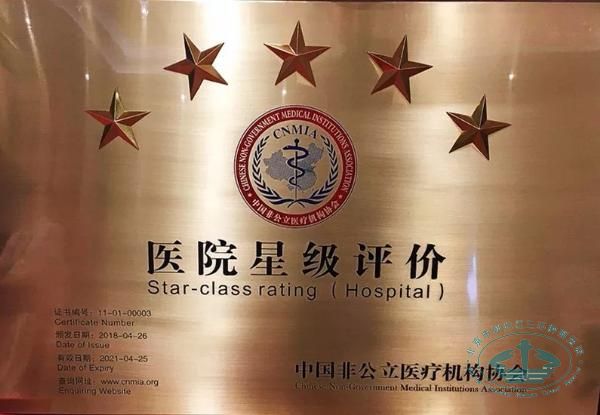 CHINESE NON-GOVERNMENT MEDICAL INSTITUTIONS ASSOCIATION
CNMIA
中国非公立医疗机构协会
医院星级评价
Star-class rating (Hospital)
证书编号: 11-01-00003
Certificate Number
颁发日期: 2018-04-26
Date of Issue
有效日期: 2021-04-25
Date of Expiry
查询网址: www.cnmia.org
Enquiring Website
中国非公立医疗机构协会
Chinese Non-Government Medical Institutions Association